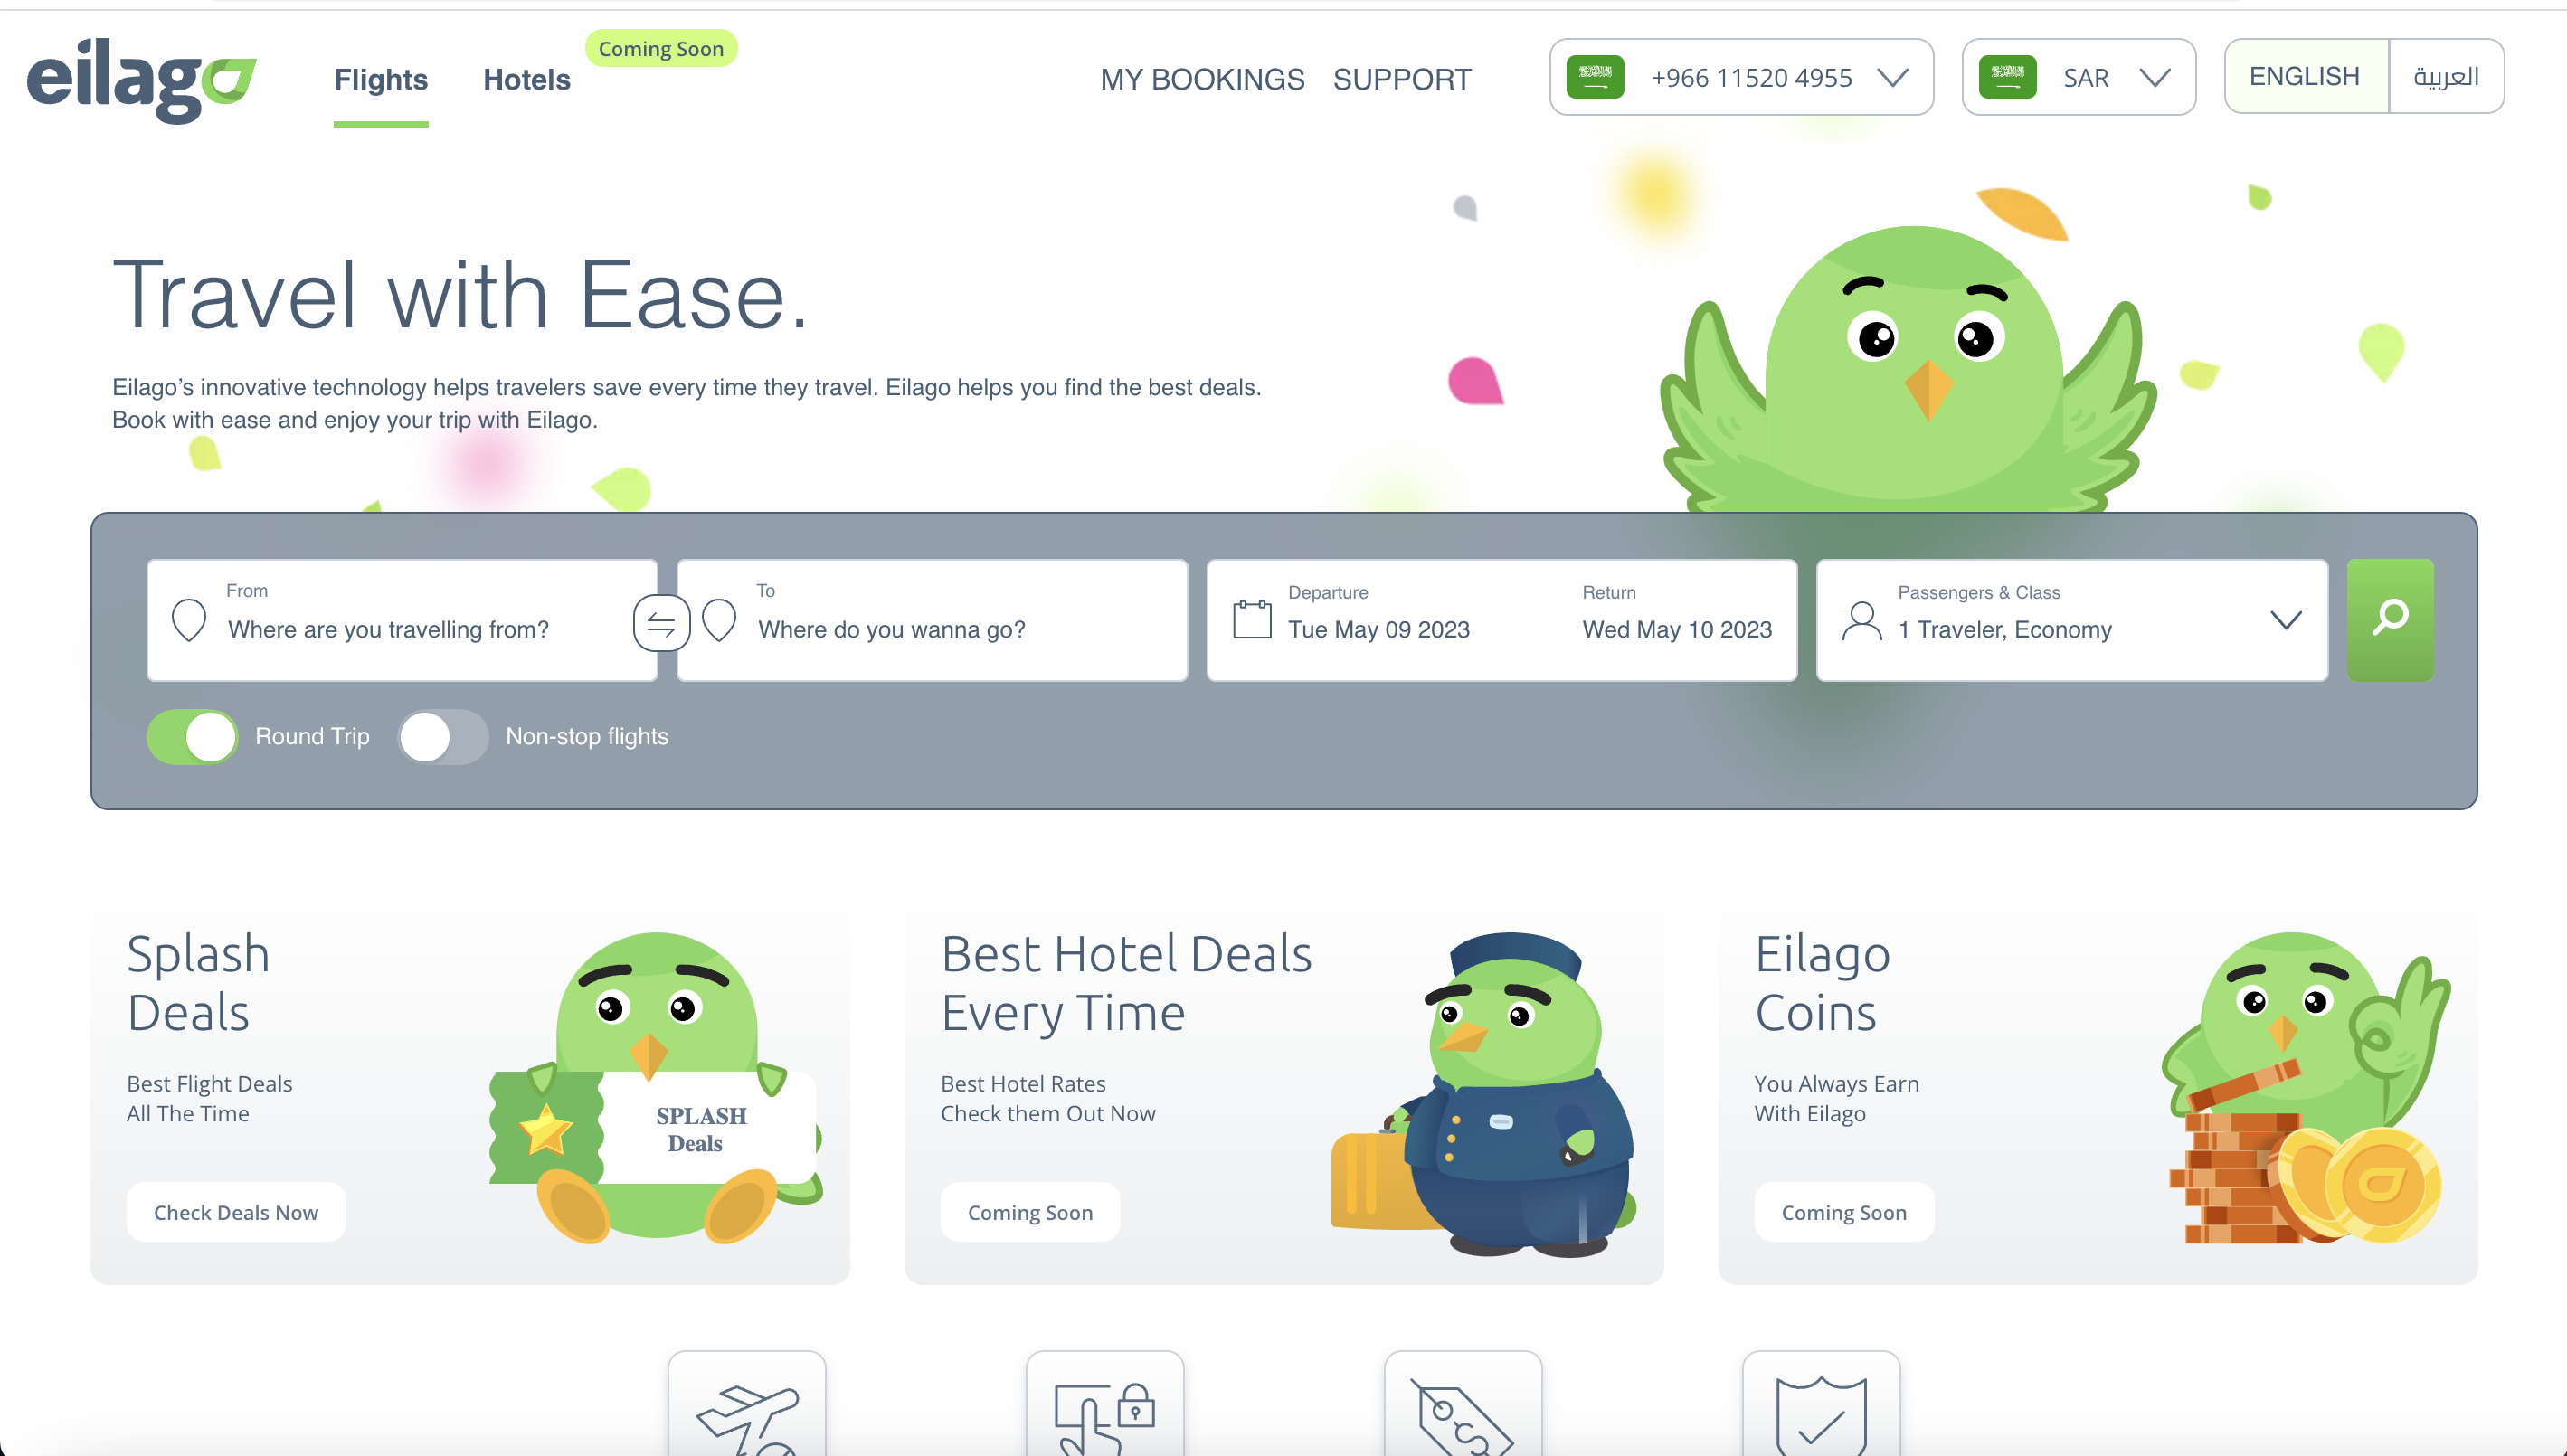 eilago
Flights
Hotels
Coming Soon
MY BOOKINGS
SUPPORT
+966 11520 4955
SAR
ENGLISH
العربية
Travel with Ease.
Eilago’s innovative technology helps travelers save every time they travel. Eilago helps you find the best deals.
Book with ease and enjoy your trip with Eilago.
From
Where are you travelling from?
To
Where do you wanna go?
Departure
Tue May 09 2023
Return
Wed May 10 2023
Passengers & Class
1 Traveler, Economy
Round Trip
Non-stop flights
Splash
Deals
Best Flight Deals
All The Time
Check Deals Now
SPLASH
Deals
Best Hotel Deals
Every Time
Best Hotel Rates
Check them Out Now
Coming Soon
Eilago
Coins
You Always Earn
With Eilago
Coming Soon